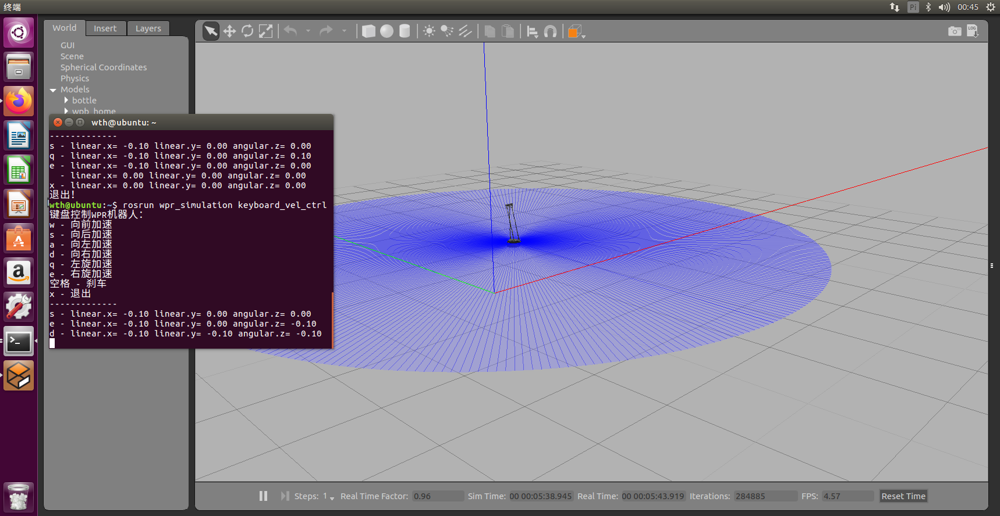 终端
Pi
00:45
World Insert Layers
LOG
GUI
Scene
Spherical Coordinates
Physics
Models
bottle
wpb_home
wth@ubuntu: ~
-------------
s - linear.x= -0.10 linear.y= 0.00 angular.z= 0.00
q - linear.x= -0.10 linear.y= 0.00 angular.z= 0.10
e - linear.x= -0.10 linear.y= 0.00 angular.z= 0.00
  - linear.x= 0.00 linear.y= 0.00 angular.z= 0.00
x - linear.x= 0.00 linear.y= 0.00 angular.z= 0.00
退出!
wth@ubuntu:~$ rosrun wpr_simulation keyboard_vel_ctrl
键盘控制WPR机器人:
w - 向前加速
s - 向后加速
a - 向左加速
d - 向右加速
q - 左旋加速
e - 右旋加速
空格 - 刹车
x - 退出
-------------
s - linear.x= -0.10 linear.y= 0.00 angular.z= 0.00
e - linear.x= -0.10 linear.y= 0.00 angular.z= -0.10
d - linear.x= -0.10 linear.y= -0.10 angular.z= -0.10
Steps: 1 Real Time Factor: 0.96 Sim Time: 00 00:05:38.945 Real Time: 00 00:05:43.919 Iterations: 284885 FPS: 4.57 Reset Time